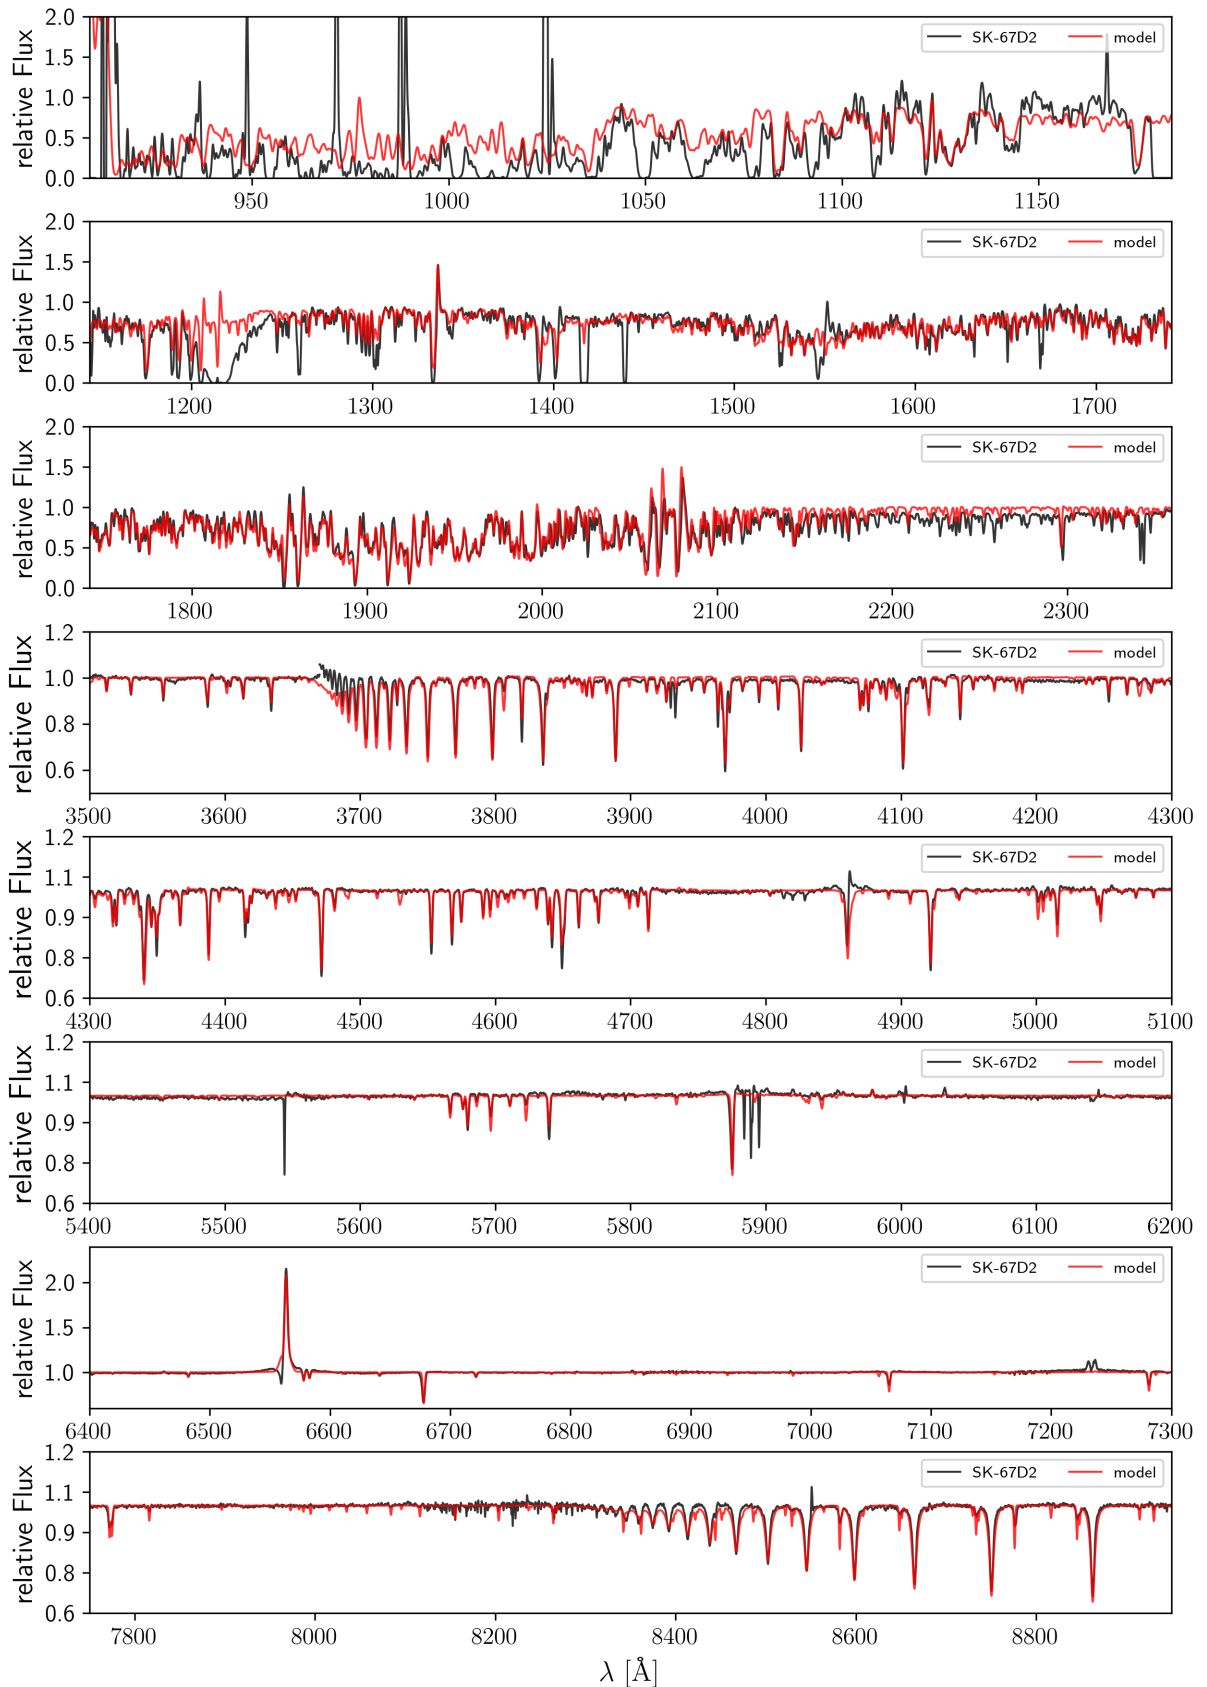 relative Flux
2.0
1.5
1.0
0.5
0.0
SK-67D2 model
950 1000 1050 1100 1150
relative Flux
2.0
1.5
1.0
0.5
0.0
SK-67D2 model
1200 1300 1400 1500 1600 1700
relative Flux
2.0
1.5
1.0
0.5
0.0
SK-67D2 model
1800 1900 2000 2100 2200 2300
relative Flux
1.2
1.0
0.8
0.6
SK-67D2 model
3500 3600 3700 3800 3900 4000 4100 4200 4300
relative Flux
1.2
1.1
0.9
0.8
0.6
SK-67D2 model
4300 4400 4500 4600 4700 4800 4900 5000 5100
relative Flux
1.2
1.1
0.9
0.8
0.6
SK-67D2 model
5400 5500 5600 5700 5800 5900 6000 6100 6200
relative Flux
2.0
1.5
1.0
SK-67D2 model
6400 6500 6600 6700 6800 6900 7000 7100 7200 7300
relative Flux
1.2
1.1
0.9
0.8
0.6
SK-67D2 model
7800 8000 8200 8400 8600 8800
λ [Å]